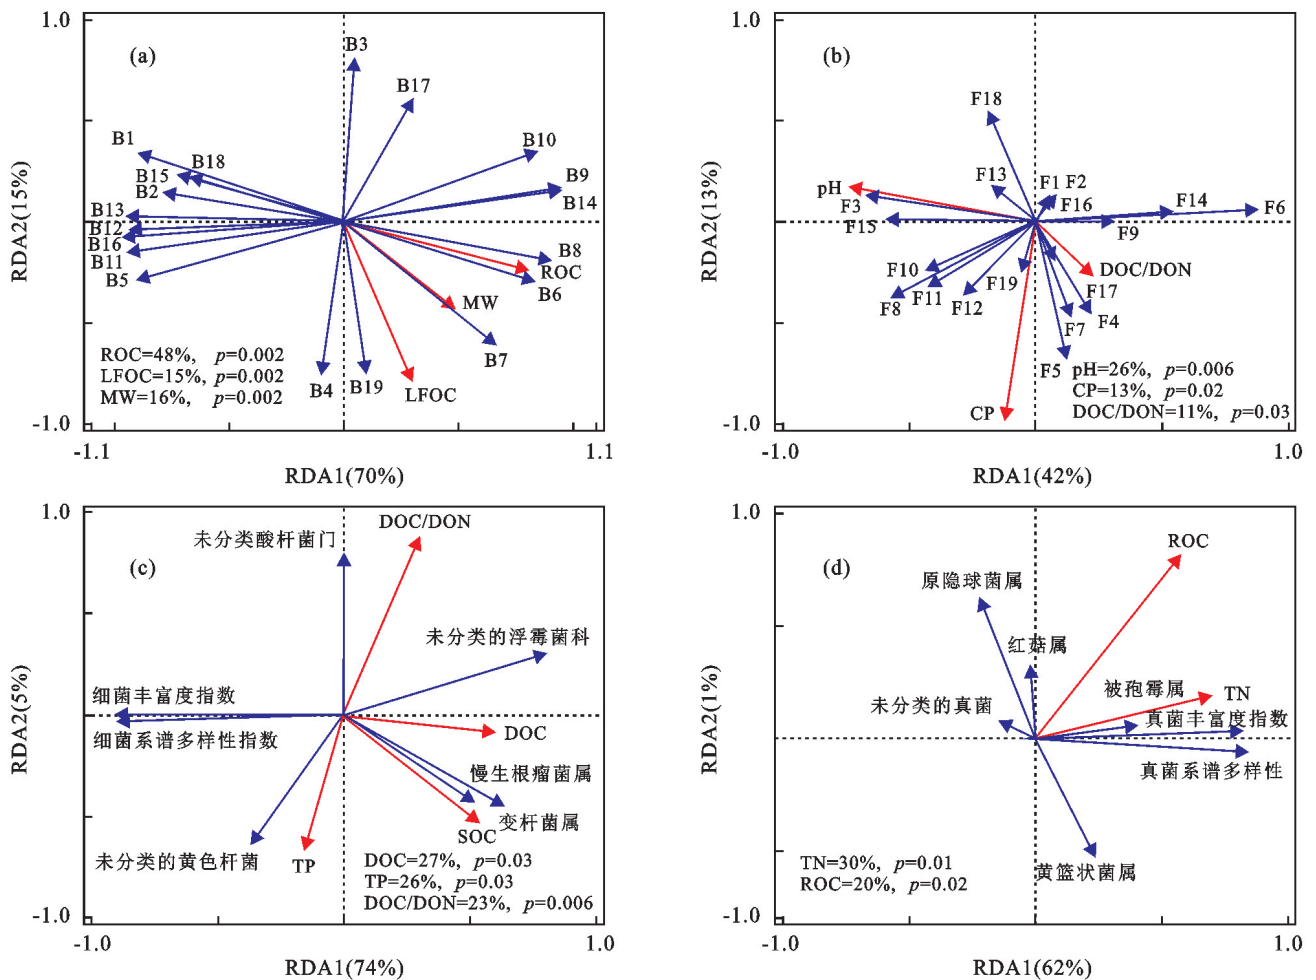 1.0
(a)
B3
B17
B1
B18
B15
B2
B10
B9
B14
B13
B12
B16
B11
B5
B8
ROC
B6
MW
B7
B4
B19
LFOC
ROC=48%, p=0.002
LFOC=15%, p=0.002
MW=16%, p=0.002
-1.0
-1.1
1.1
RDA1(70%)
RDA2(15%)
1.0
(b)
F18
F13
F1
F2
F16
F14
F6
pH
F3
F15
F9
F10
F11
F8
F12
F19
DOC/DON
F17
F7
F4
F5
CP
pH=26%, p=0.006
CP=13%, p=0.02
DOC/DON=11%, p=0.03
-1.0
-1.0
1.0
RDA1(42%)
RDA2(13%)
1.0
(c)
DOC/DON
未分类酸杆菌门
未分类的浮霉菌科
细菌丰富度指数
细菌系谱多样性指数
DOC
慢生根瘤菌属
变杆菌属
SOC
未分类的黄色杆菌
TP
DOC=27%, p=0.03
TP=26%, p=0.03
DOC/DON=23%, p=0.006
-1.0
-1.0
1.0
RDA1(74%)
RDA2(5%)
1.0
(d)
ROC
原隐球菌属
红菇属
被孢霉属
TN
未分类的真菌
真菌丰富度指数
真菌系谱多样性
黄篮状菌属
TN=30%, p=0.01
ROC=20%, p=0.02
-1.0
-1.0
1.0
RDA1(62%)
RDA2(1%)